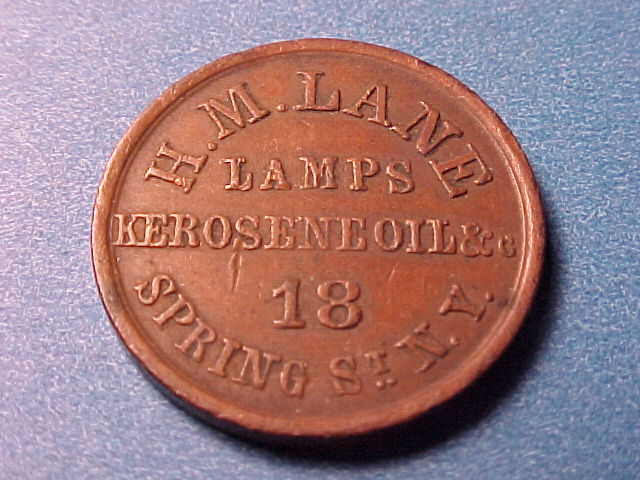 H. M. LANE
LAMPS
KEROSENE OIL &c
18
SPRING ST. N.Y.